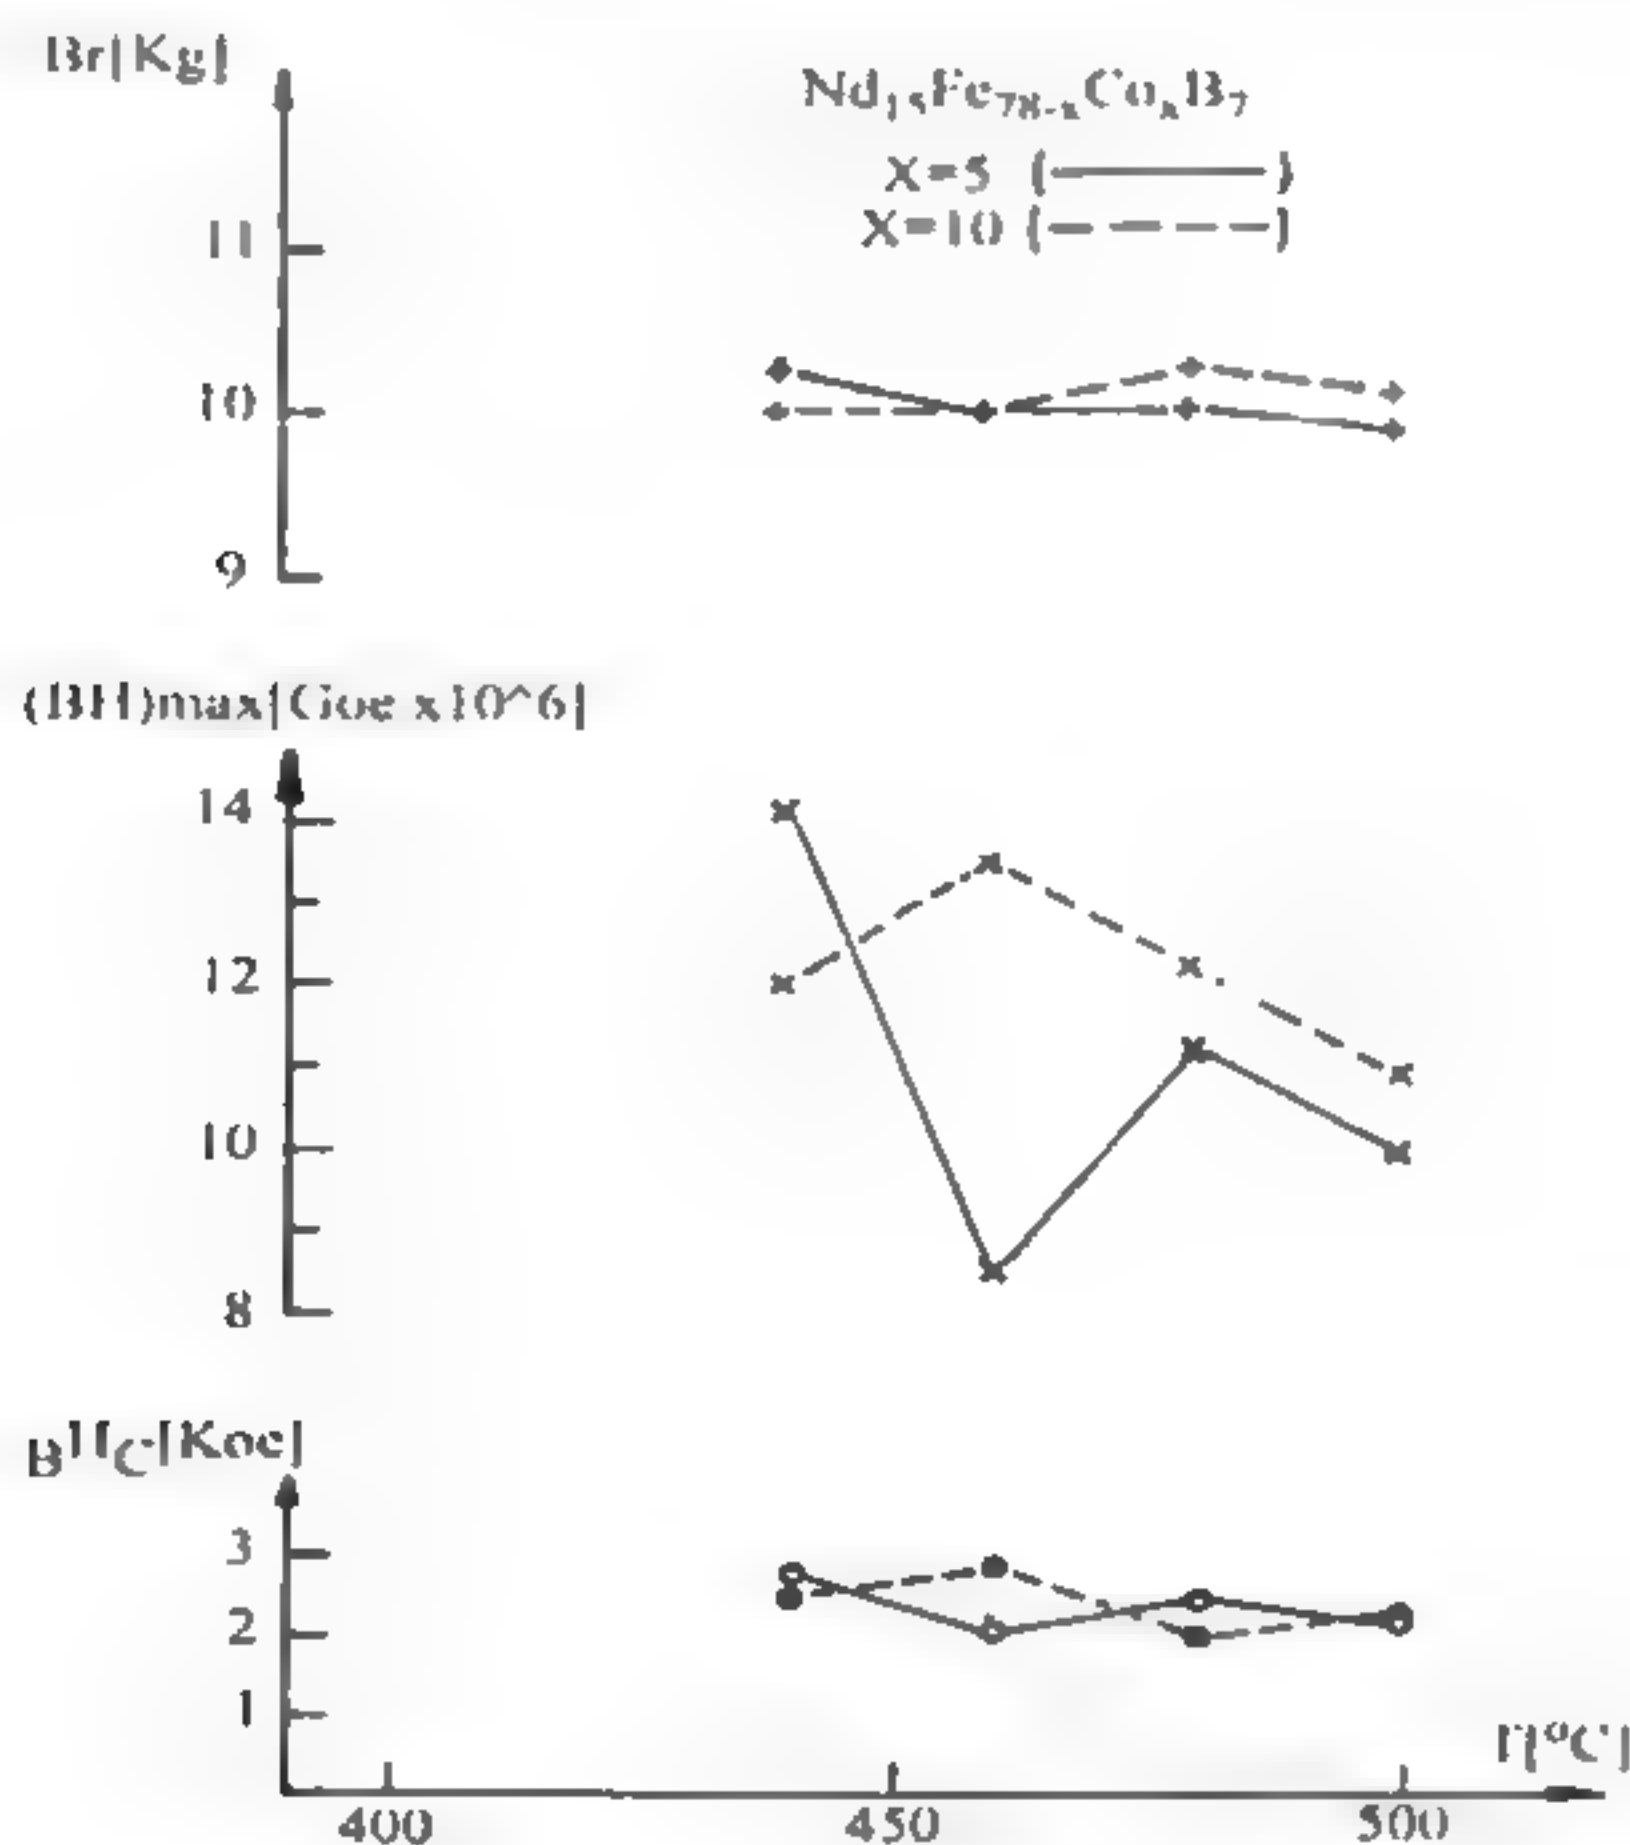 Br[Kg]
Nd₁₅Fe₇₈₋ₓCoₓB₇
X=5 (———)
X=10 (— — — —)
11
10
9
(BH)max[Goe x10^6]
14
12
10
8
BHC[Koe]
3
2
1
T[°C]
400
450
500